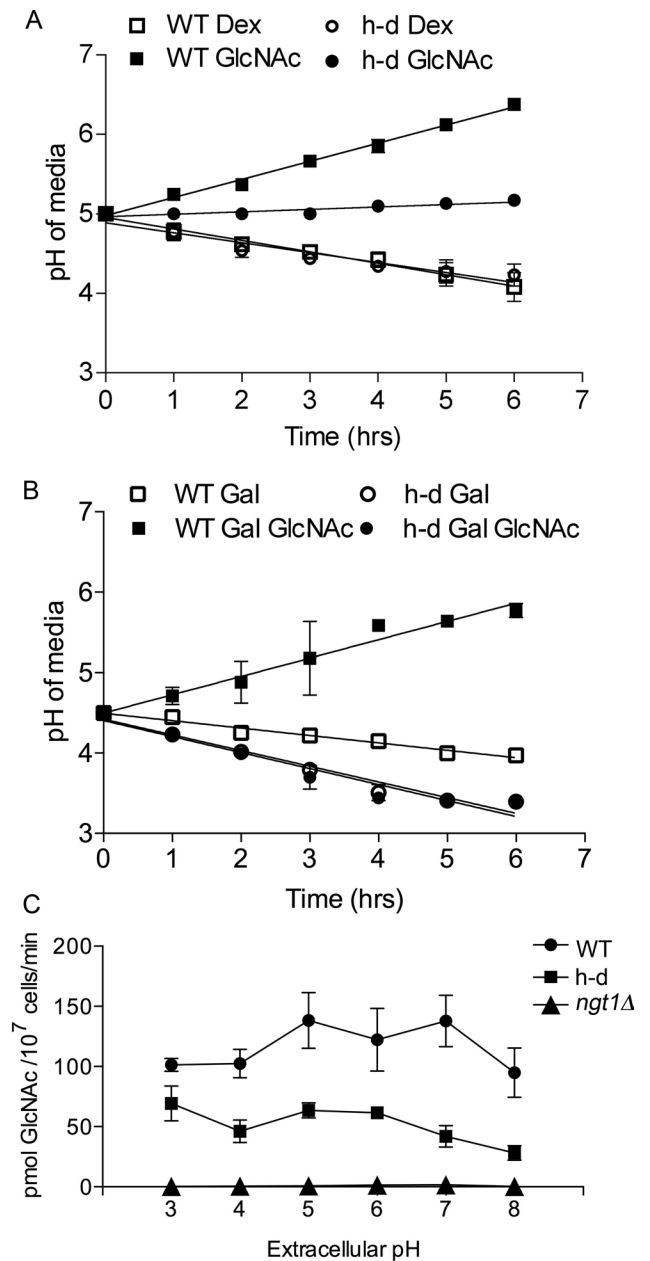 A
WT Dex
h-d Dex
WT GlcNAc
h-d GlcNAc
7
6
5
4
3
pH of media
0 1 2 3 4 5 6 7
Time (hrs)
B
WT Gal
h-d Gal
WT Gal GlcNAc
h-d Gal GlcNAc
7
6
5
4
3
pH of media
0 1 2 3 4 5 6 7
Time (hrs)
C
WT
h-d
ngt1Δ
200
150
100
50
0
pmol GlcNAc /10⁷ cells/min
3 4 5 6 7 8
Extracellular pH